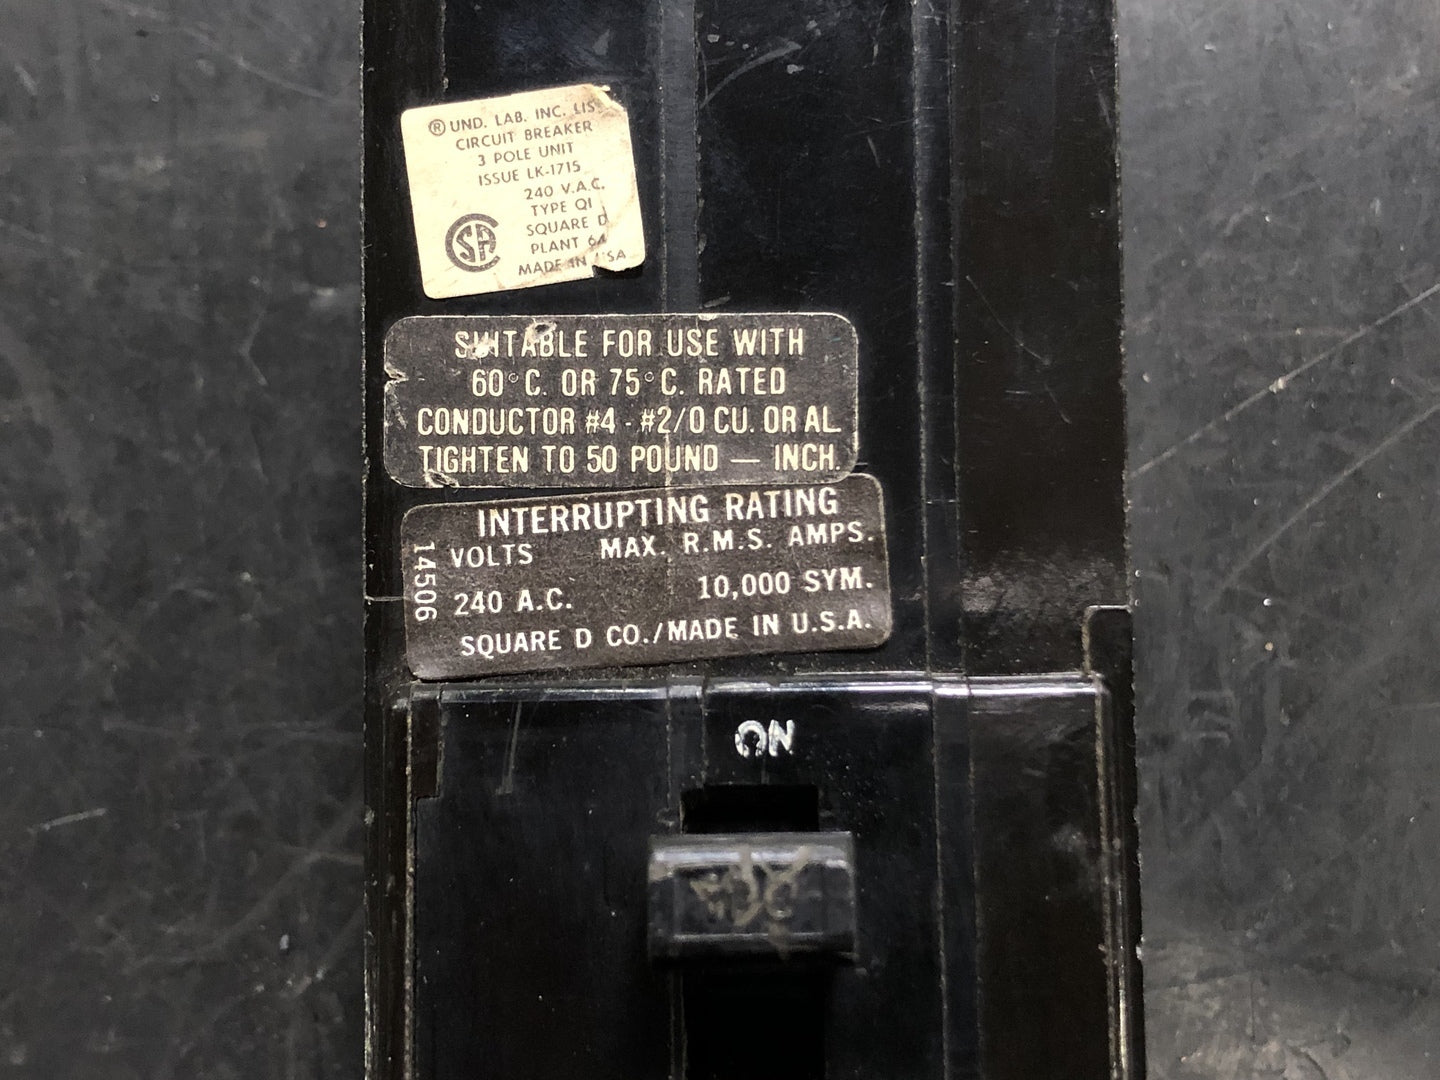 ® UND. LAB. INC. LIS
CIRCUIT BREAKER
3 POLE UNIT
ISSUE LK-1715
240 V.A.C.
TYPE Q1
SQUARE D
PLANT 64
MADE IN USA
SUITABLE FOR USE WITH
60°C. OR 75°C. RATED
CONDUCTOR #4 - #2/0 CU. OR AL.
TIGHTEN TO 50 POUND — INCH.
INTERRUPTING RATING
VOLTS MAX. R.M.S. AMPS.
240 A.C. 10,000 SYM.
SQUARE D CO./MADE IN U.S.A.
14506
ON